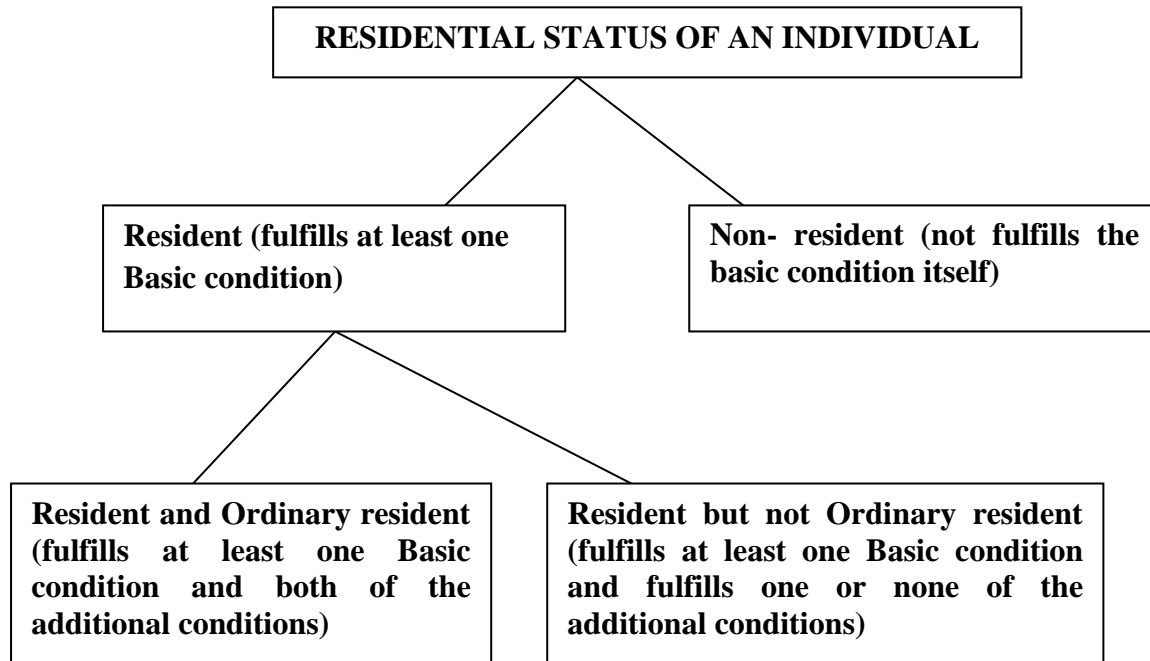 RESIDENTIAL STATUS OF AN INDIVIDUAL
Resident (fulfills at least one
Basic condition)
Non- resident (not fulfills the
basic condition itself)
Resident and Ordinary resident
(fulfills at least one Basic
condition and both of the
additional conditions)
Resident but not Ordinary resident
(fulfills at least one Basic condition
and fulfills one or none of the
additional conditions)